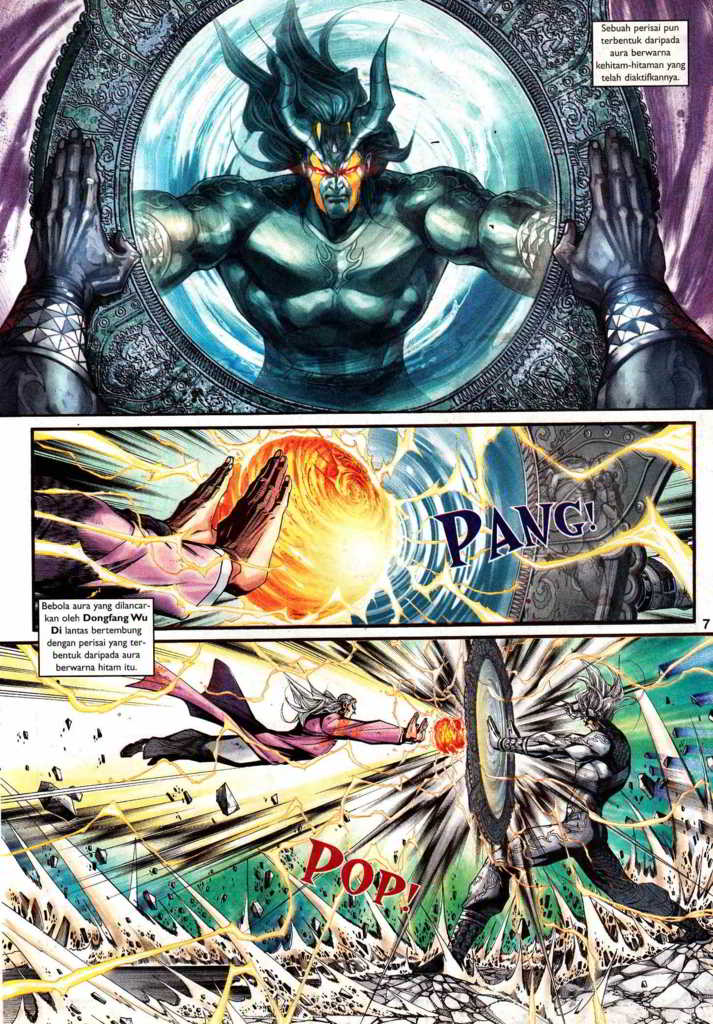 Sebuah perisai pun
terbentuk daripada
aura berwarna
kehitam-hitaman yang
telah diaktifkannya.
PANG!
Bebola aura yang dilancar-
kan oleh Dongfang Wu
Di lantas bertembung
dengan perisai yang ter-
bentuk daripada aura
berwarna hitam itu.
7
POP!